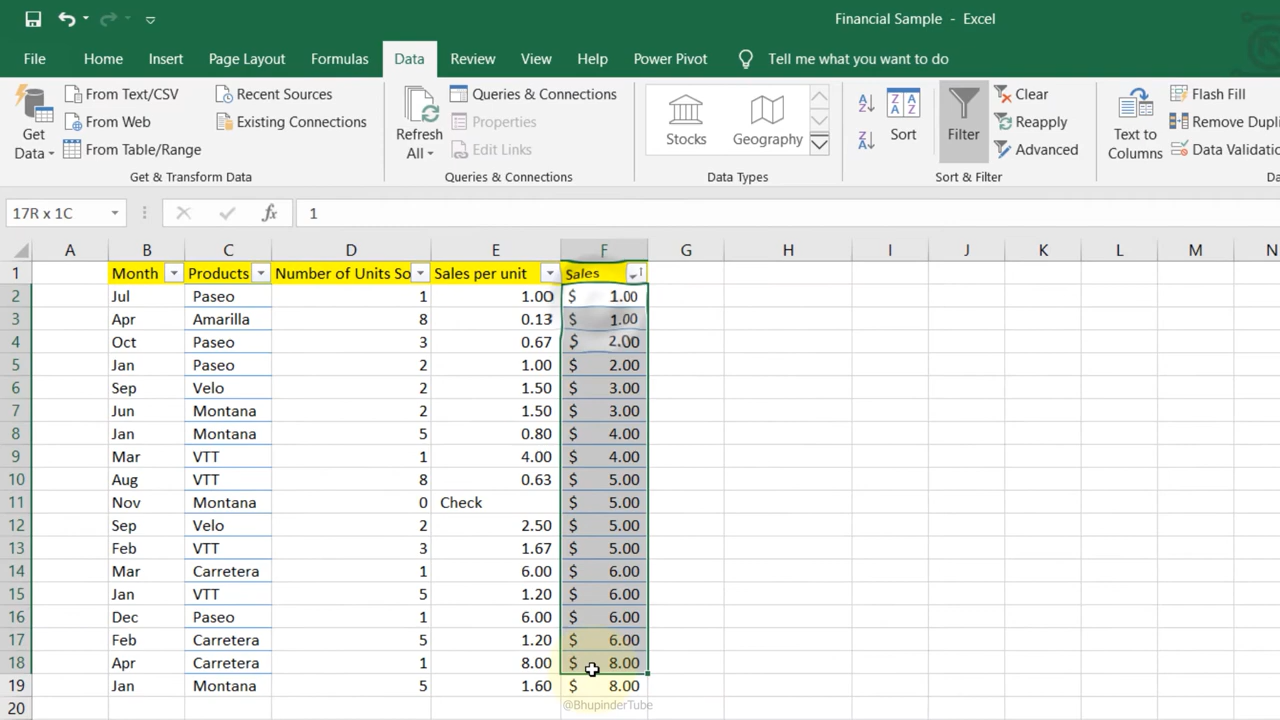 Financial Sample - Excel
File Home Insert Page Layout Formulas Data Review View Help Power Pivot Tell me what you want to do
From Text/CSV Recent Sources Queries & Connections Clear Flash Fill
Get Data From Web Existing Connections Refresh All Properties Stocks Geography Sort Filter Reapply Text to Columns Remove Dupli
From Table/Range Edit Links Advanced Data Validatio
Get & Transform Data Queries & Connections Data Types Sort & Filter Da
17R x 1C fx 1
A B C D E F G H I J K L M N
1 Month Products Number of Units So Sales per unit Sales
2 Jul Paseo 1 1.00 $ 1.00
3 Apr Amarilla 8 0.13 $ 1.00
4 Oct Paseo 3 0.67 $ 2.00
5 Jan Paseo 2 1.00 $ 2.00
6 Sep Velo 2 1.50 $ 3.00
7 Jun Montana 2 1.50 $ 3.00
8 Jan Montana 5 0.80 $ 4.00
9 Mar VTT 1 4.00 $ 4.00
10 Aug VTT 8 0.63 $ 5.00
11 Nov Montana 0 Check $ 5.00
12 Sep Velo 2 2.50 $ 5.00
13 Feb VTT 3 1.67 $ 5.00
14 Mar Carretera 1 6.00 $ 6.00
15 Jan VTT 5 1.20 $ 6.00
16 Dec Paseo 1 6.00 $ 6.00
17 Feb Carretera 5 1.20 $ 6.00
18 Apr Carretera 1 8.00 $ 8.00
19 Jan Montana 5 1.60 $ 8.00
20 @BhupinderTube